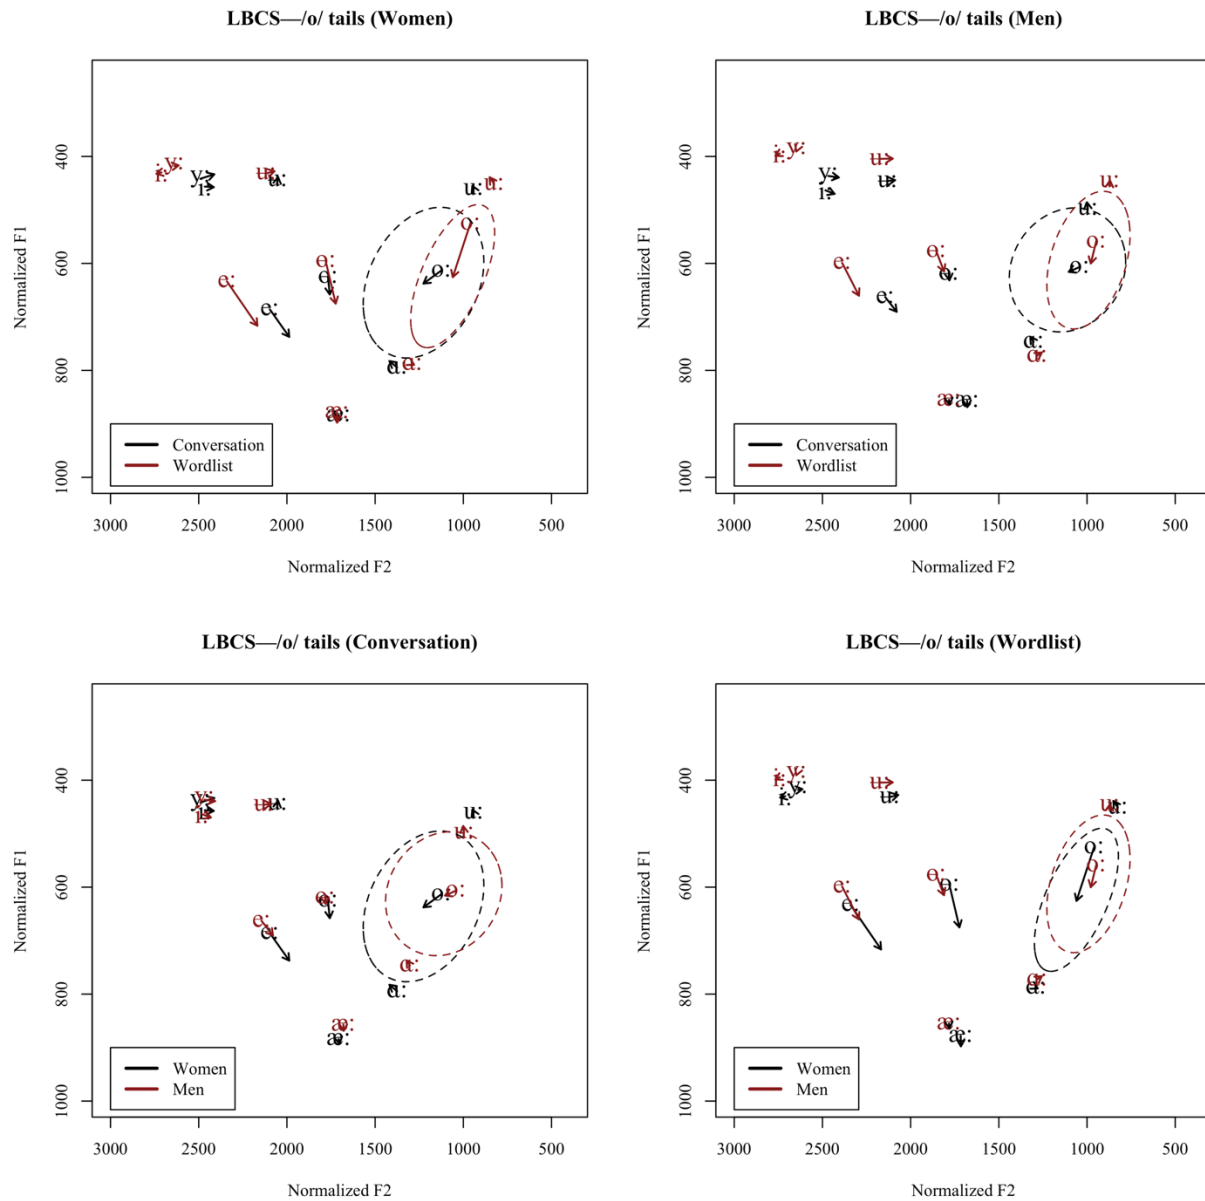 LBCS—/o/ tails (Women)
Normalized F1
400
600
800
1000
i:
y:
y:
i:
ʉ:
ʉ:
u:
u:
o:
o:
ø:
ø:
e:
e:
ɑ:
ɑ:
æ:
æ:
Conversation
Wordlist
3000 2500 2000 1500 1000 500
Normalized F2
LBCS—/o/ tails (Men)
Normalized F1
400
600
800
1000
i:
y:
y:
i:
ʉ:
ʉ:
u:
u:
o:
o:
ø:
ø:
e:
e:
ɑ:
ɑ:
æ:
æ:
Conversation
Wordlist
3000 2500 2000 1500 1000 500
Normalized F2
LBCS—/o/ tails (Conversation)
Normalized F1
400
600
800
1000
y:
y:
i:
i:
ʉ:
ʉ:
u:
u:
o:
o:
ø:
ø:
e:
e:
ɑ:
ɑ:
æ:
æ:
Women
Men
3000 2500 2000 1500 1000 500
Normalized F2
LBCS—/o/ tails (Wordlist)
Normalized F1
400
600
800
1000
i:
y:
y:
i:
ʉ:
ʉ:
u:
u:
o:
o:
ø:
ø:
e:
e:
ɑ:
ɑ:
æ:
æ:
Women
Men
3000 2500 2000 1500 1000 500
Normalized F2